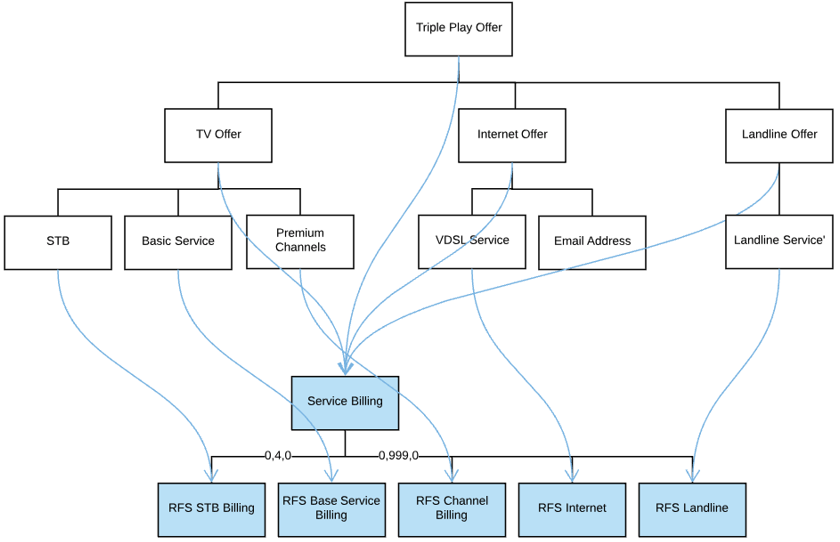 Triple Play Offer
TV Offer
Internet Offer
Landline Offer
STB
Basic Service
Premium
Channels
VDSL Service
Email Address
Landline Service'
Service Billing
0,4,0
0,999,0
RFS STB Billing
RFS Base Service
Billing
RFS Channel
Billing
RFS Internet
RFS Landline